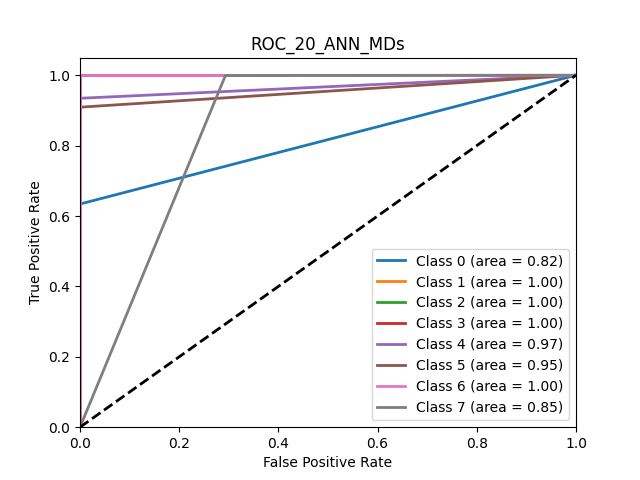 ROC_20_ANN_MDs
1.0
0.8
0.6
0.4
0.2
0.0
True Positive Rate
Class 0 (area = 0.82)
Class 1 (area = 1.00)
Class 2 (area = 1.00)
Class 3 (area = 1.00)
Class 4 (area = 0.97)
Class 5 (area = 0.95)
Class 6 (area = 1.00)
Class 7 (area = 0.85)
0.0 0.2 0.4 0.6 0.8 1.0
False Positive Rate